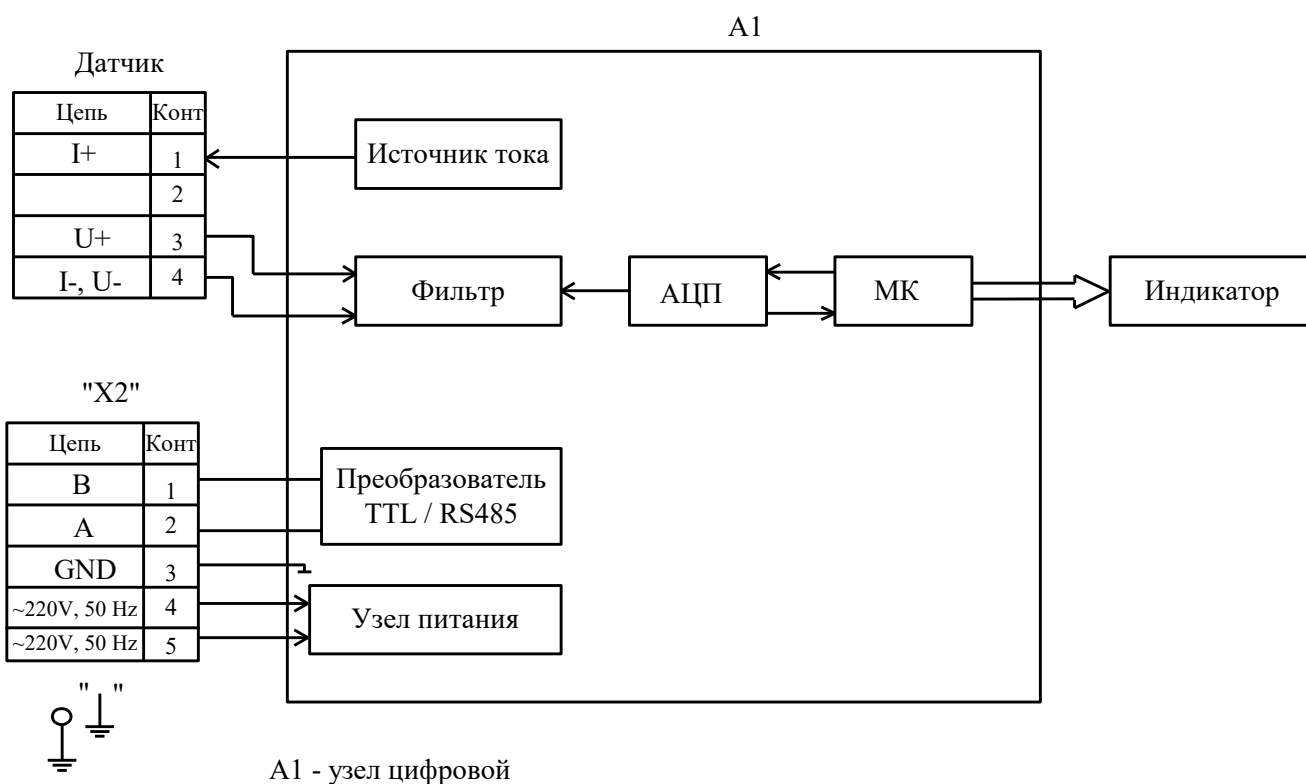 A1
Датчик
Цепь Конт
I+ 1
2
U+ 3
I-, U- 4
Источник тока
Фильтр
АЦП
МК
Индикатор
"X2"
Цепь Конт
B 1
A 2
GND 3
~220V, 50 Hz 4
~220V, 50 Hz 5
Преобразователь
TTL / RS485
Узел питания
" "
A1 - узел цифровой